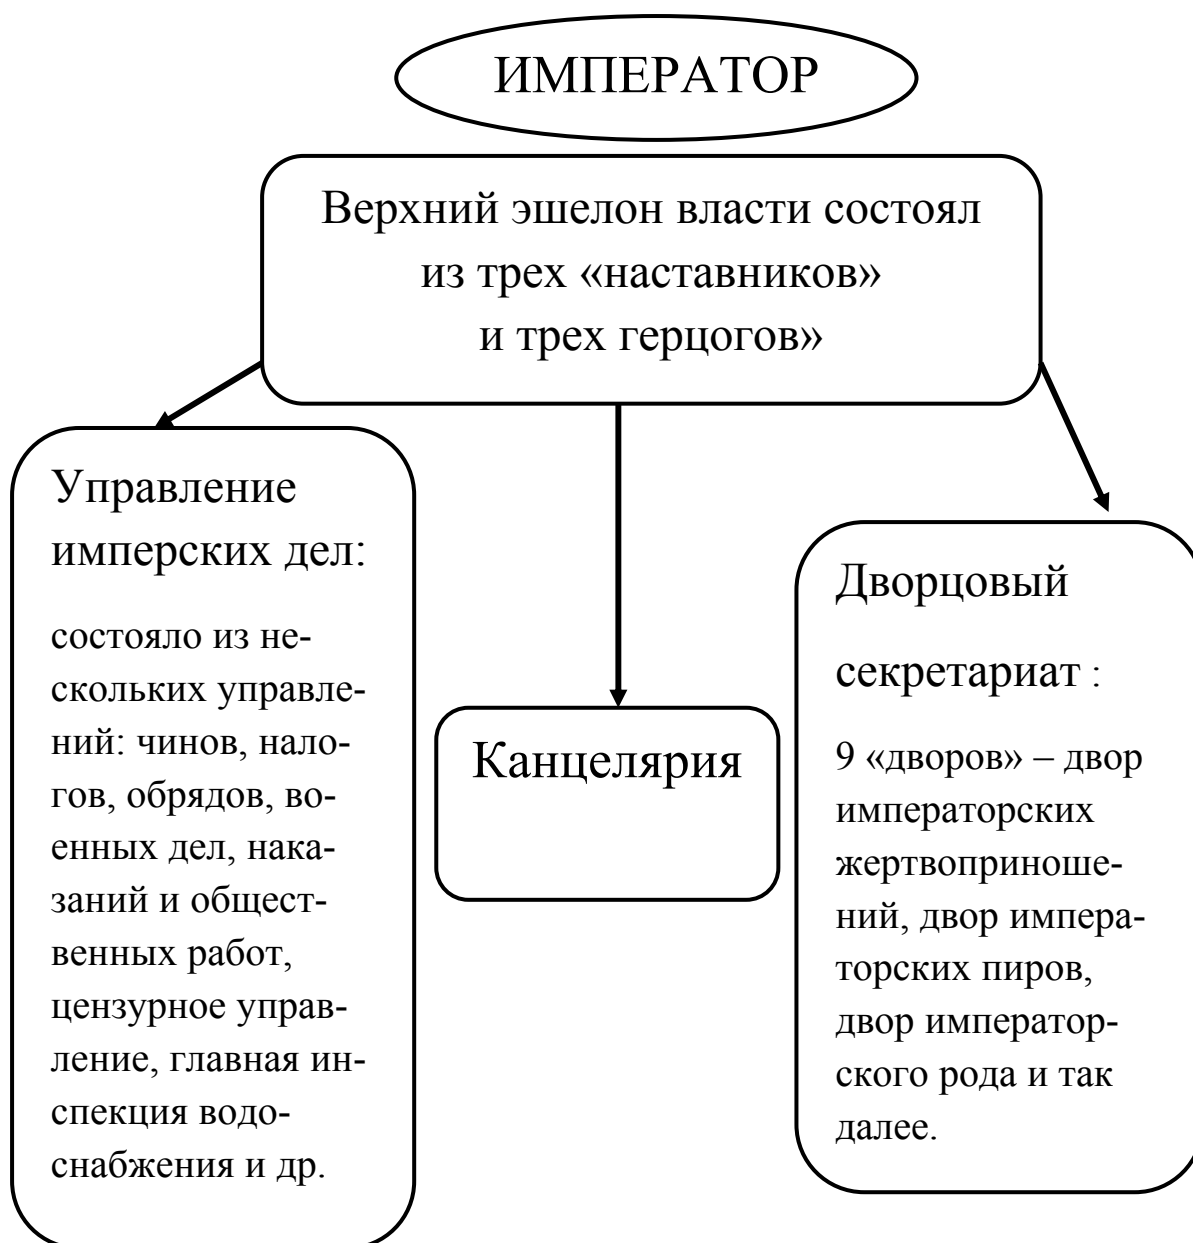 ИМПЕРАТОР
Верхний эшелон власти состоял
из трех «наставников»
и трех герцогов»
Управление
имперских дел:
состояло из не-
скольких управле-
ний: чинов, нало-
гов, обрядов, во-
енных дел, нака-
заний и общест-
венных работ,
цензурное управ-
ление, главная ин-
спекция водо-
снабжения и др.
Канцелярия
Дворцовый
секретариат :
9 «дворов» – двор
императорских
жертвоприноше-
ний, двор импера-
торских пиров,
двор император-
ского рода и так
далее.